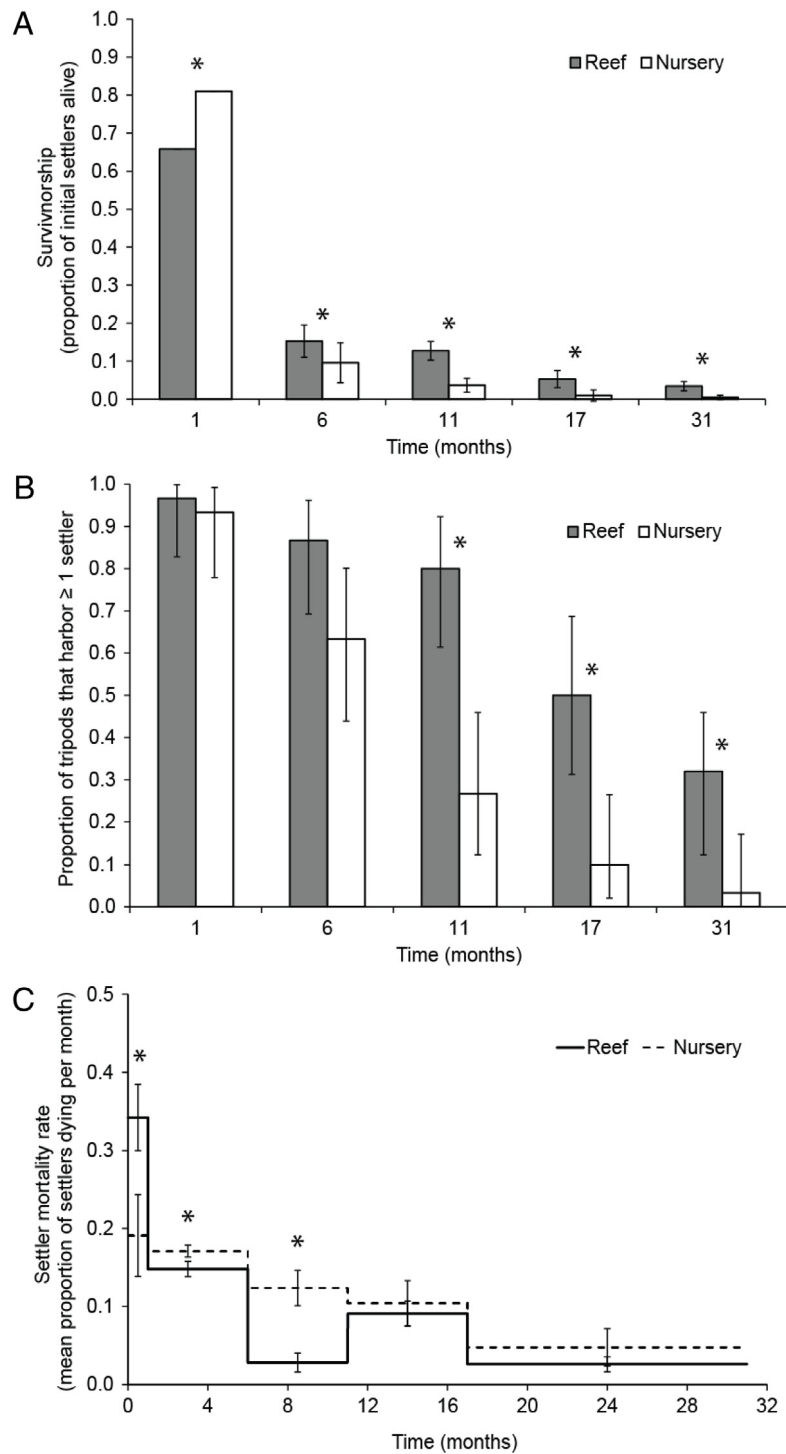 A
Survivnorship
(proportion of initial settlers alive)
1.0
0.9
0.8
0.7
0.6
0.5
0.4
0.3
0.2
0.1
0.0
*
*
*
*
*
Reef Nursery
1 6 11 17 31
Time (months)
B
Proportion of tripods that harbor ≥ 1 settler
1.0
0.9
0.8
0.7
0.6
0.5
0.4
0.3
0.2
0.1
0.0
Reef Nursery
*
*
*
1 6 11 17 31
Time (months)
C
Settler mortality rate
(mean proportion of settlers dying per month)
0.5
0.4
0.3
0.2
0.1
0.0
*
*
*
Reef Nursery
0 4 8 12 16 20 24 28 32
Time (months)